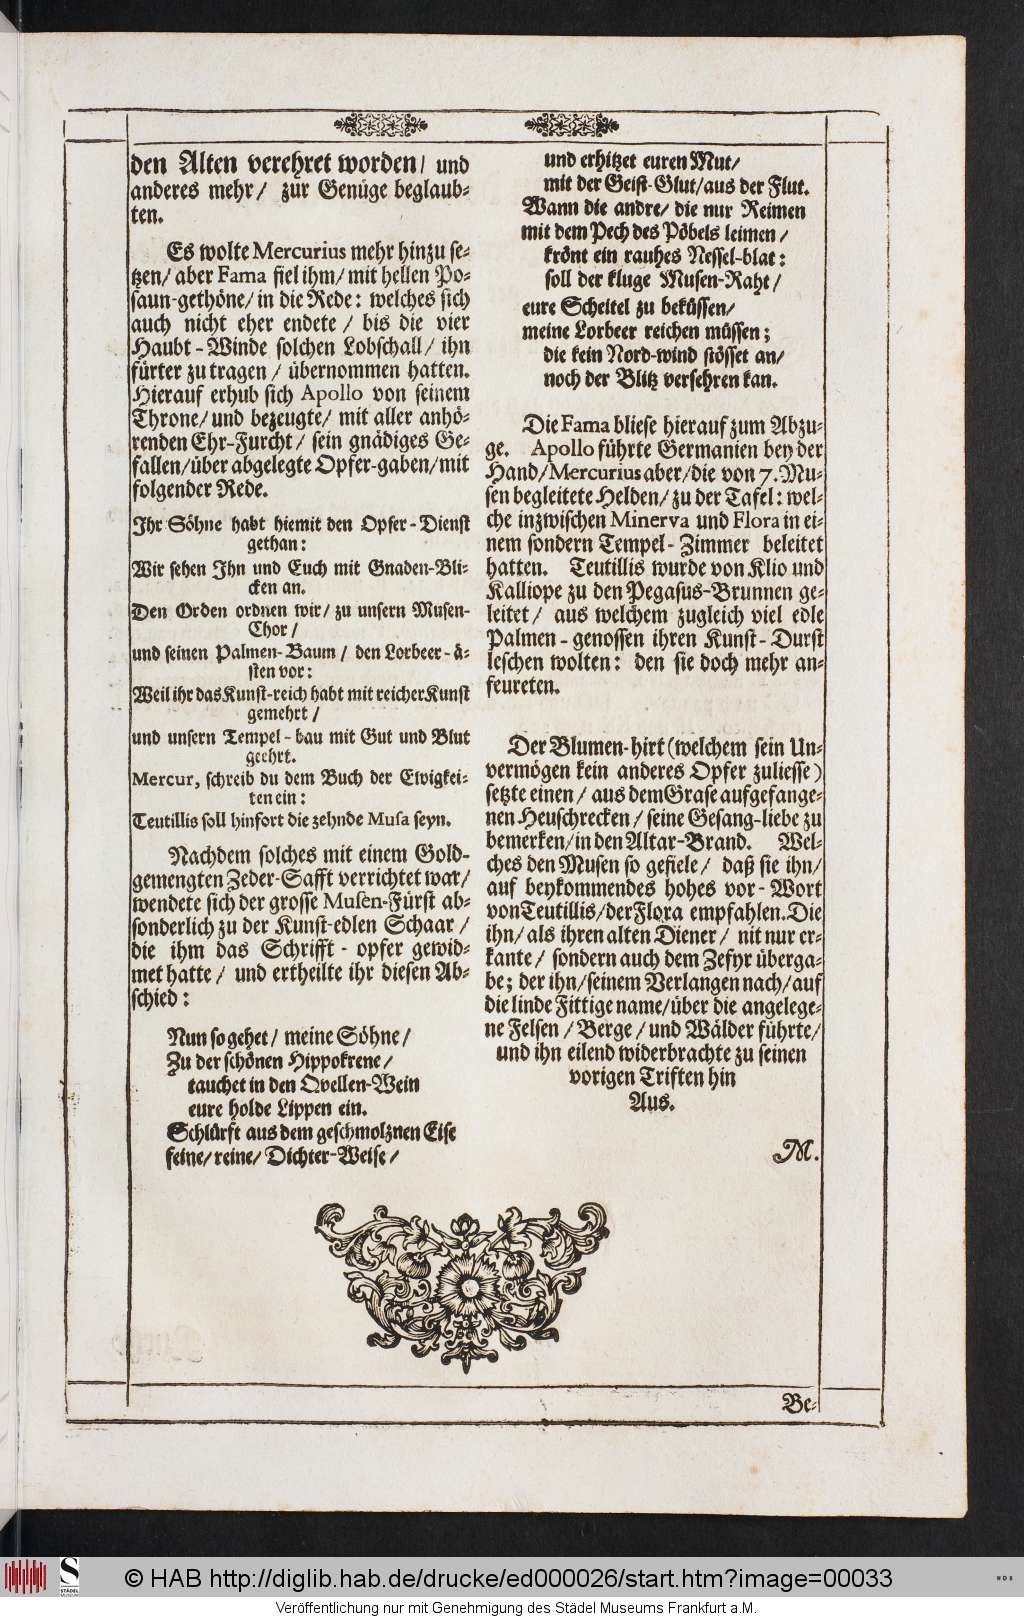 den Alten verehret worden/ und
anderes mehr/ zur Genüge beglaub-
ten.
Es wolte Mercurius mehr hinzu se-
tzen/ aber Fama fiel ihm/ mit hellen Po-
saun-gethöne/ in die Rede: welches sich
auch nicht eher endete/ bis die vier
Haubt-Winde solchen Lobschall/ ihn
fürter zu tragen/ übernommen hatten.
Hierauf erhub sich Apollo von seinem
Throne/ und bezeugte/ mit aller anhö-
renden Ehr-Furcht/ sein gnädiges Ge-
fallen/ über abgelegte Opfer-gaben/ mit
folgender Rede.
Ihr Söhne habt hiemit den Opfer-Dienst
gethan:
Wir sehen Ihn und Euch mit Gnaden-Bli-
cken an.
Den Orden ordnen wir/ zu unsern Musen-
Chor/
und seinen Palmen-Baum/ den Lorbeer-ä-
sten vor:
Weil ihr das Kunst-reich habt mit reicher Kunst
gemehrt/
und unsern Tempel-bau mit Gut und Blut
geehrt.
Mercur, schreib du dem Buch der Ewigkei-
ten ein:
Teutillis soll hinfort die zehnde Musa seyn.
Nachdem solches mit einem Gold-
gemengten Zeder-Safft verrichtet war/
wendete sich der grosse Musen-Fürst ab-
sonderlich zu der Kunst-edlen Schaar/
die ihm das Schrifft-opfer gewid-
met hatte/ und ertheilte ihr diesen Ab-
schied:
Nun so gehet/ meine Söhne/
Zu der schönen Hippokrene/
tauchet in den Qvellen-Wein
eure holde Lippen ein.
Schlürft aus dem geschmolznen Eise
feine/ reine/ Dichter-Weise/
und erhitzet euren Mut/
mit der Geist-Glut/ aus der Flut.
Wann die andre/ die nur Reimen
mit dem Pech des Pöbels leimen/
krönt ein rauhes Nessel-blat:
soll der kluge Musen-Raht/
eure Scheitel zu beküssen/
meine Lorbeer reichen müssen;
die kein Nord-wind stösset an/
noch der Blitz versehren kan.
Die Fama bliese hierauf zum Abzu-
ge. Apollo führte Germanien bey der
Hand/ Mercurius aber/ die von 7. Mu-
sen begleitete Helden/ zu der Tafel: wel-
che inzwischen Minerva und Flora in ei-
nem sondern Tempel-Zimmer beleitet
hatten. Teutillis wurde von Klio und
Kalliope zu den Pegasus-Brunnen ge-
leitet/ aus welchem zugleich viel edle
Palmen-genossen ihren Kunst-Durst
leschen wolten: den sie doch mehr an-
feureten.
Der Blumen-hirt (welchem sein Un-
vermögen kein anderes Opfer zuliesse)
setzte einen/ aus dem Grase aufgefange-
nen Heuschrecken/ seine Gesang-liebe zu
bemerken/ in den Altar-Brand. Wel-
ches den Musen so gefiele/ daß sie ihn/
auf beykommendes hohes vor-Wort
von Teutillis/ der Flora empfahlen. Die
ihn/ als ihren alten Diener/ nit nur er-
kante/ sondern auch dem Zefyr überga-
be; der ihn/ seinem Verlangen nach/ auf
die linde Fittige name/ über die angelege-
ne Felsen/ Berge/ und Wälder führte/
und ihn eilend widerbrachte zu seinen
vorigen Triften hin
Aus.
M.
Be-
© HAB http://diglib.hab.de/drucke/ed000026/start.htm?image=00033
STÄDEL MUSEUM
WDB
Veröffentlichung nur mit Genehmigung des Städel Museums Frankfurt a.M.